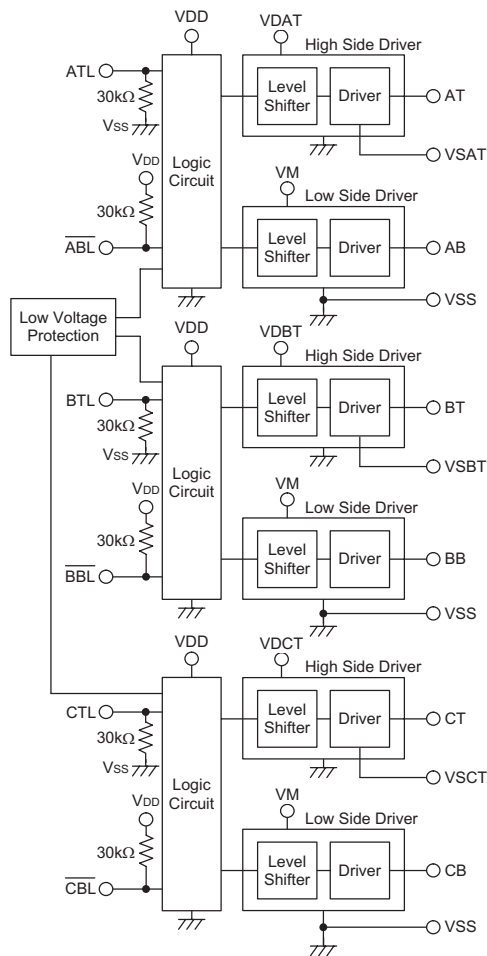 VDD
VDAT
High Side Driver
ATL
30kΩ
VSS
Level
Shifter
Driver
AT
VSAT
Logic
Circuit
VDD
30kΩ
ABL
VM
Low Side Driver
Level
Shifter
Driver
AB
VSS
Low Voltage
Protection
VDD
VDBT
High Side Driver
BTL
30kΩ
VSS
Level
Shifter
Driver
BT
VSBT
Logic
Circuit
VDD
30kΩ
BBL
VM
Low Side Driver
Level
Shifter
Driver
BB
VSS
VDD
VDCT
High Side Driver
CTL
30kΩ
VSS
Level
Shifter
Driver
CT
VSCT
Logic
Circuit
VDD
30kΩ
CBL
VM
Low Side Driver
Level
Shifter
Driver
CB
VSS